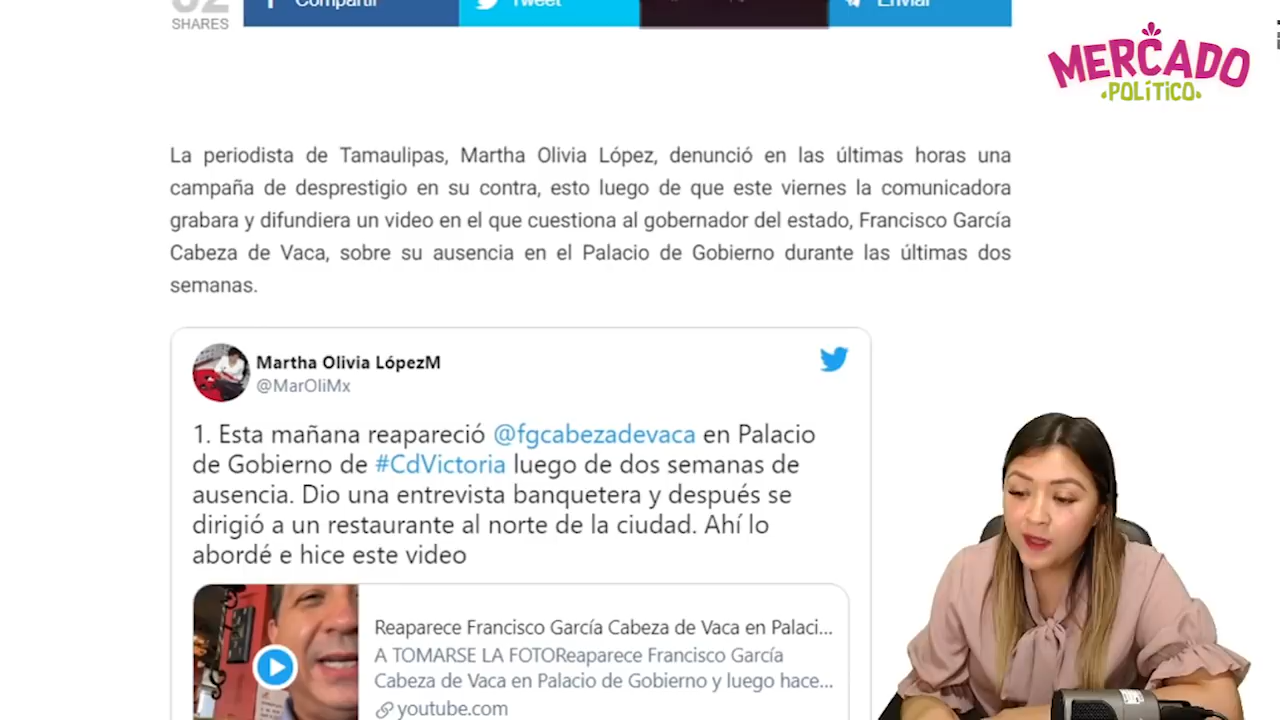 SHARES
Compartir
Tweet
Enviar
MERCADO
POLÍTICO
La periodista de Tamaulipas, Martha Olivia López, denunció en las últimas horas una
campaña de desprestigio en su contra, esto luego de que este viernes la comunicadora
grabara y difundiera un video en el que cuestiona al gobernador del estado, Francisco García
Cabeza de Vaca, sobre su ausencia en el Palacio de Gobierno durante las últimas dos
semanas.
Martha Olivia LópezM
@MarOliMx
1. Esta mañana reapareció @fgcabezadevaca en Palacio
de Gobierno de #CdVictoria luego de dos semanas de
ausencia. Dio una entrevista banquetera y después se
dirigió a un restaurante al norte de la ciudad. Ahí lo
abordé e hice este video
Reaparece Francisco García Cabeza de Vaca en Palaci...
A TOMARSE LA FOTOReaparece Francisco García
Cabeza de Vaca en Palacio de Gobierno y luego hace...
youtube.com